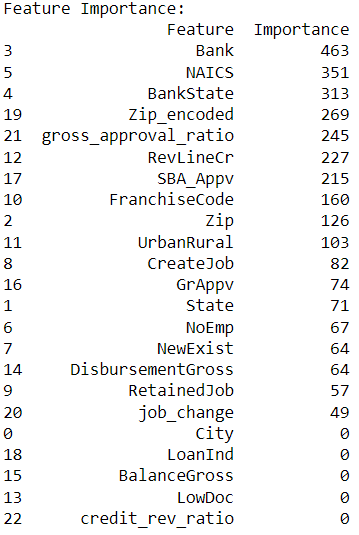 Feature Importance:
Feature Importance
3 Bank 463
5 NAICS 351
4 BankState 313
19 Zip_encoded 269
21 gross_approval_ratio 245
12 RevLineCr 227
17 SBA_Appv 215
10 FranchiseCode 160
2 Zip 126
11 UrbanRural 103
8 CreateJob 82
16 GrAppv 74
1 State 71
6 NoEmp 67
7 NewExist 64
14 DisbursementGross 64
9 RetainedJob 57
20 job_change 49
0 City 0
18 LoanInd 0
15 BalanceGross 0
13 LowDoc 0
22 credit_rev_ratio 0